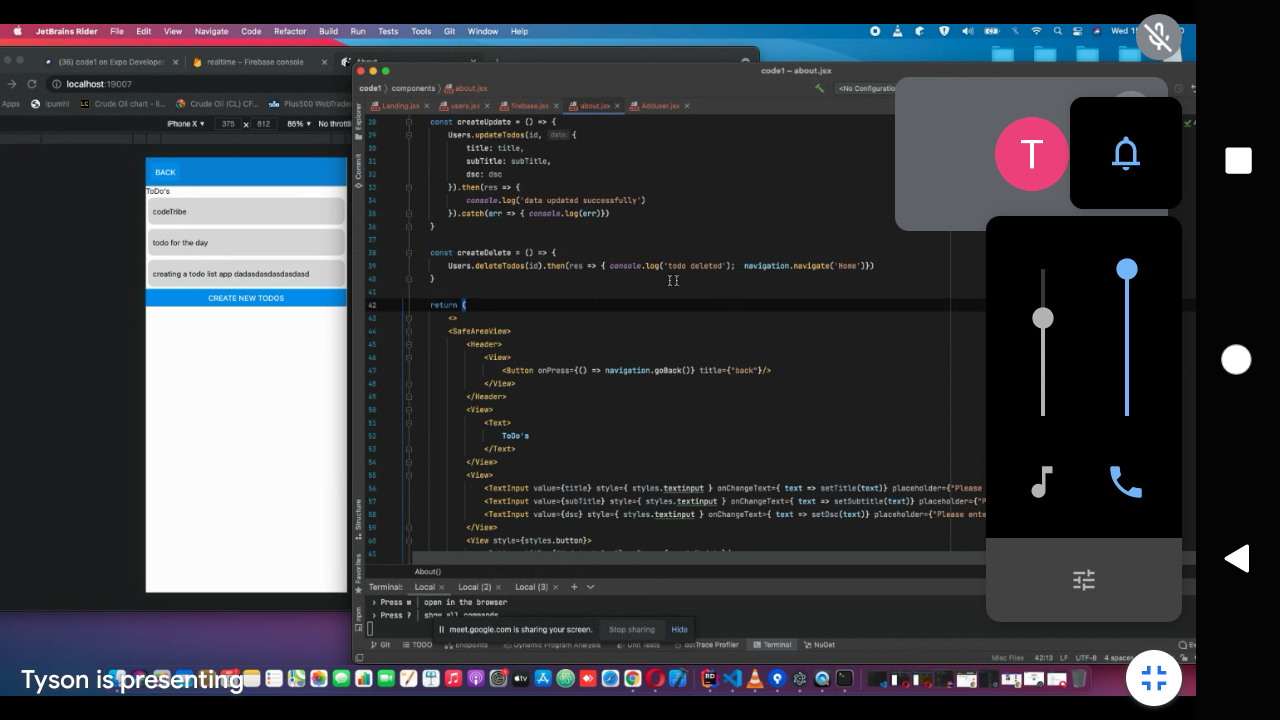 JetBrains Rider File Edit View Navigate Code Refactor Build Run Tests Tools Git Window Help Wed
(36) code1 on Expo Develope × realtime – Firebase console ×
localhost:19007
Apps Ipumhl Crude Oil chart - li... Crude Oil (CL) CF... Plus500 WebTrade
iPhone X ▾ 375 x 812 86% ▾ No thrott
BACK
ToDo's
codeTribe
todo for the day
creating a todo list app dadasdasdasdasdasd
CREATE NEW TODOS
code1 – about.jsx
code1 › components › about.jsx <No Configuratio
Landing.jsx × users.jsx × firebase.jsx × about.jsx × Adduser.jsx ×
Explorer
Commit
Structure
Favorites
npm
28 const createUpdate = () => {
29 Users.updateTodos(id, data: {
30 title: title,
31 subTitle: subTitle,
32 dsc: dsc
33 }).then(res => {
34 console.log('data updated successfully')
35 }).catch(err => { console.log(err)})
36 }
37
38 const createDelete = () => {
39 Users.deleteTodos(id).then(res => { console.log('todo deleted'); navigation.navigate('Home')})
40 }
41
42 return (
43 <>
44 <SafeAreaView>
45 <Header>
46 <View>
47 <Button onPress={() => navigation.goBack()} title={"back"}/>
48 </View>
49 </Header>
50 <View>
51 <Text>
52 ToDo's
53 </Text>
54 </View>
55 <View>
56 <TextInput value={title} style={ styles.textinput } onChangeText={ text => setTitle(text)} placeholder={"Please
57 <TextInput value={subTitle} style={ styles.textinput } onChangeText={ text => setSubtitle(text)} placeholder={"P
58 <TextInput value={dsc} style={ styles.textinput } onChangeText={ text => setDsc(text)} placeholder={"Please ente
59 </View>
60 <View style={styles.button}>
61
About()
Terminal: Local × Local (2) × Local (3) × +
› Press w | open in the browser
› Press ? | show all commands
meet.google.com is sharing your screen. Stop sharing Hide
Git TODO Endpoints Dynamic Program Analysis Unit Tests dotTrace Profiler Terminal NuGet
Misc Files 42:13 LF UTF-8 4 spaces
T
Tyson is presenting